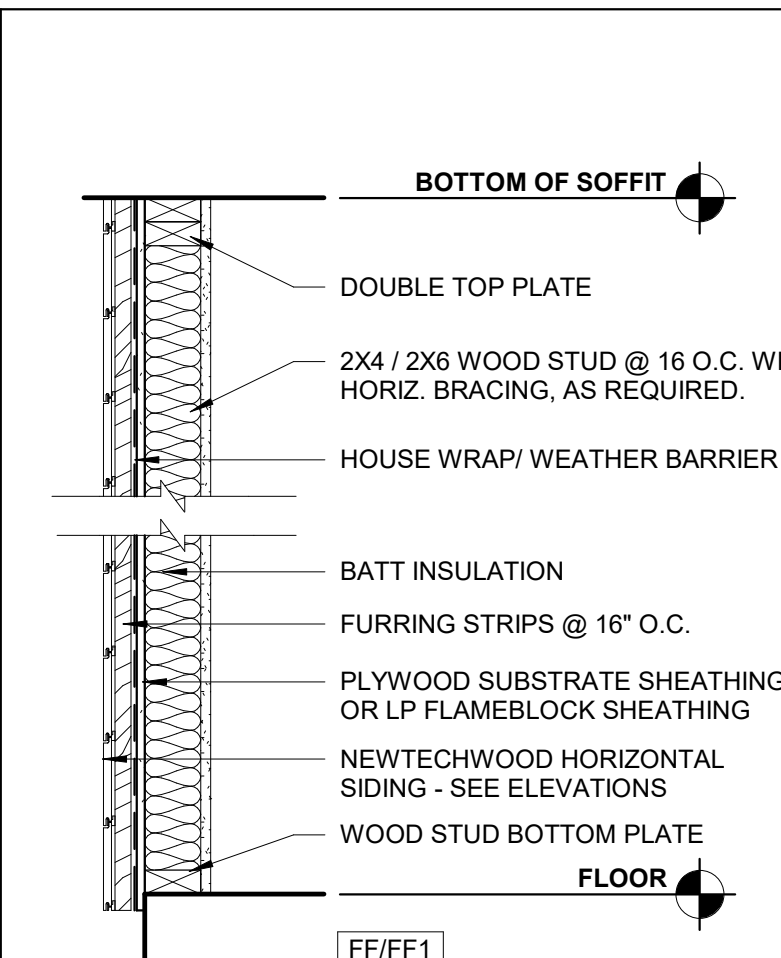 BOTTOM OF SOFFIT
DOUBLE TOP PLATE
2X4 / 2X6 WOOD STUD @ 16 O.C. WI
HORIZ. BRACING, AS REQUIRED.
HOUSE WRAP/ WEATHER BARRIER
BATT INSULATION
FURRING STRIPS @ 16" O.C.
PLYWOOD SUBSTRATE SHEATHING
OR LP FLAMEBLOCK SHEATHING
NEWTECHWOOD HORIZONTAL
SIDING - SEE ELEVATIONS
WOOD STUD BOTTOM PLATE
FLOOR
FF/FF1